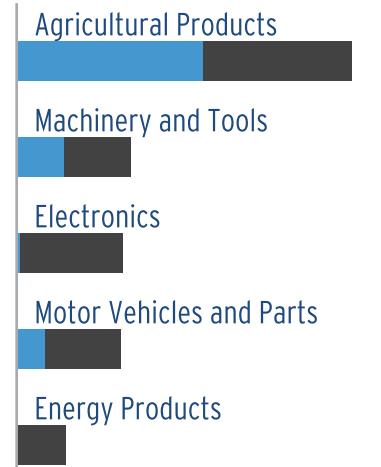 Agricultural Products
Machinery and Tools
Electronics
Motor Vehicles and Parts
Energy Products